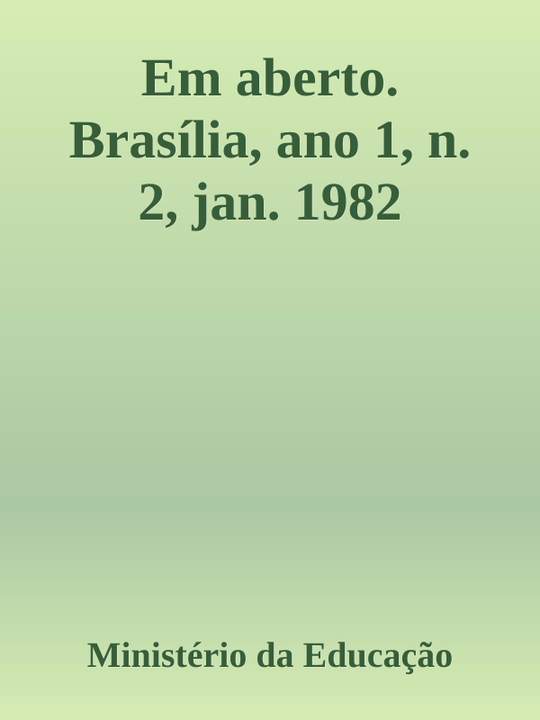 Em aberto.
Brasília, ano 1, n.
2, jan. 1982
Ministério da Educação